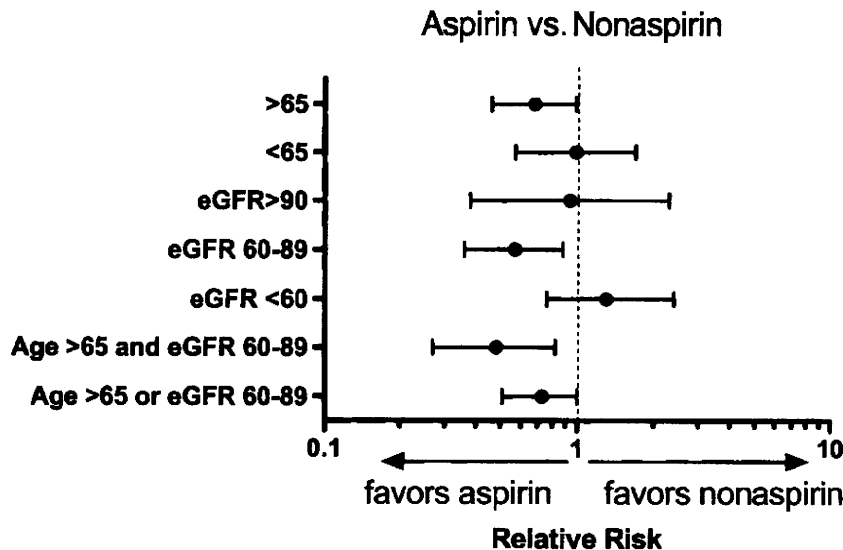 Aspirin vs. Nonaspirin
>65
<65
eGFR>90
eGFR 60-89
eGFR <60
Age >65 and eGFR 60-89
Age >65 or eGFR 60-89
0.1 1 10
favors aspirin favors nonaspirin
Relative Risk